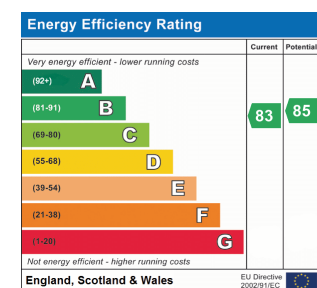 Energy Efficiency Rating
Current Potential
Very energy efficient - lower running costs
(92+) A
(81-91) B
83 85
(69-80) C
(55-68) D
(39-54) E
(21-38) F
(1-20) G
Not energy efficient - higher running costs
England, Scotland & Wales
EU Directive
2002/91/EC